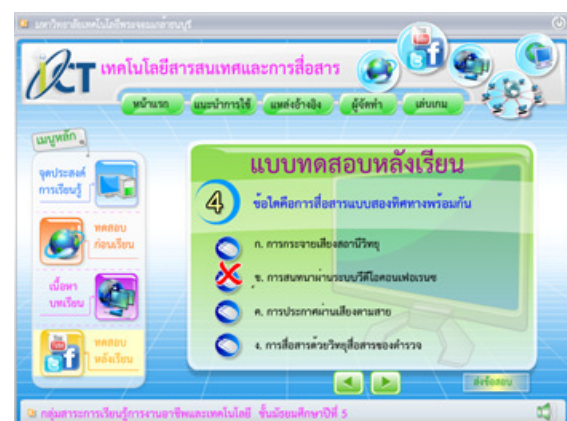 มหาวิทยาลัยเทคโนโลยีพระจอมเกล้าธนบุรี
ICT เทคโนโลยีสารสนเทศและการสื่อสาร
หน้าแรก แนะนำการใช้ แหล่งอ้างอิง ผู้จัดทำ เล่นเกม
เมนูหลัก
จุดประสงค์
การเรียนรู้
ทดสอบ
ก่อนเรียน
เนื้อหา
บทเรียน
ทดสอบ
หลังเรียน
แบบทดสอบหลังเรียน
4 ข้อใดคือการสื่อสารแบบสองทิศทางพร้อมกัน
ก. การกระจายเสียงสถานีวิทยุ
ข. การสนทนาผ่านระบบวีดีโอคอนเฟอเรนซ
ค. การประกาศผ่านเสียงตามสาย
ง. การสื่อสารด้วยวิทยุสื่อสารของตำรวจ
ส่งข้อสอบ
กลุ่มสาระการเรียนรู้การงานอาชีพและเทคโนโลยี ชั้นมัธยมศึกษาปีที่ 5